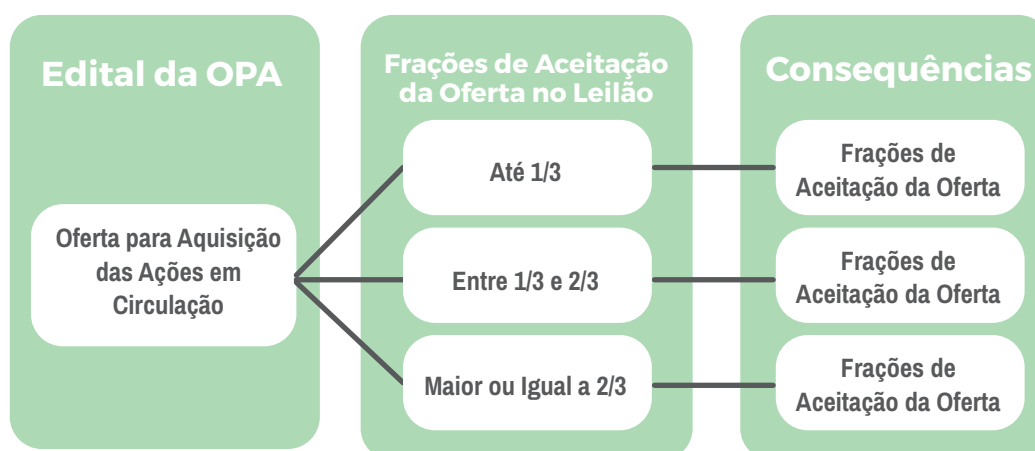 Edital da OPA
Oferta para Aquisição
das Ações em
Circulação
Frações de Aceitação
da Oferta no Leilão
Até 1/3
Entre 1/3 e 2/3
Maior ou Igual a 2/3
Consequências
Frações de
Aceitação da Oferta
Frações de
Aceitação da Oferta
Frações de
Aceitação da Oferta